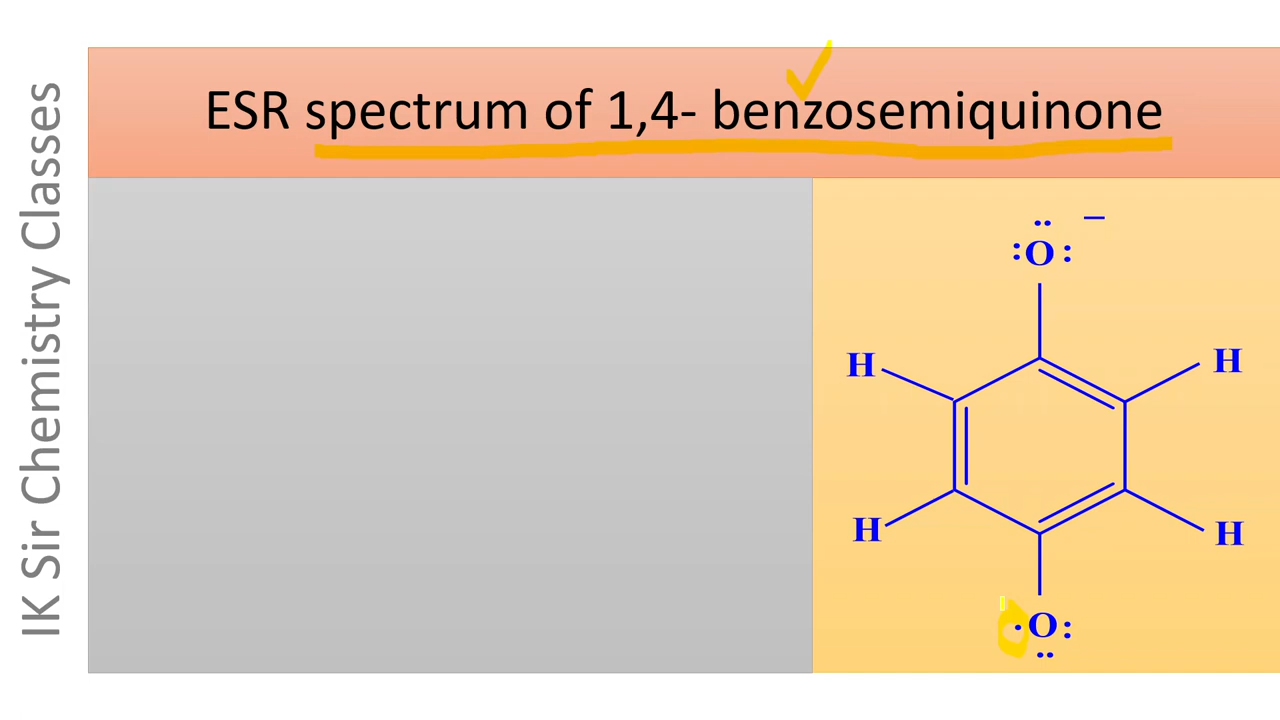 IK Sir Chemistry Classes
ESR spectrum of 1,4- benzosemiquinone
:O: –
H H
H H
·O: